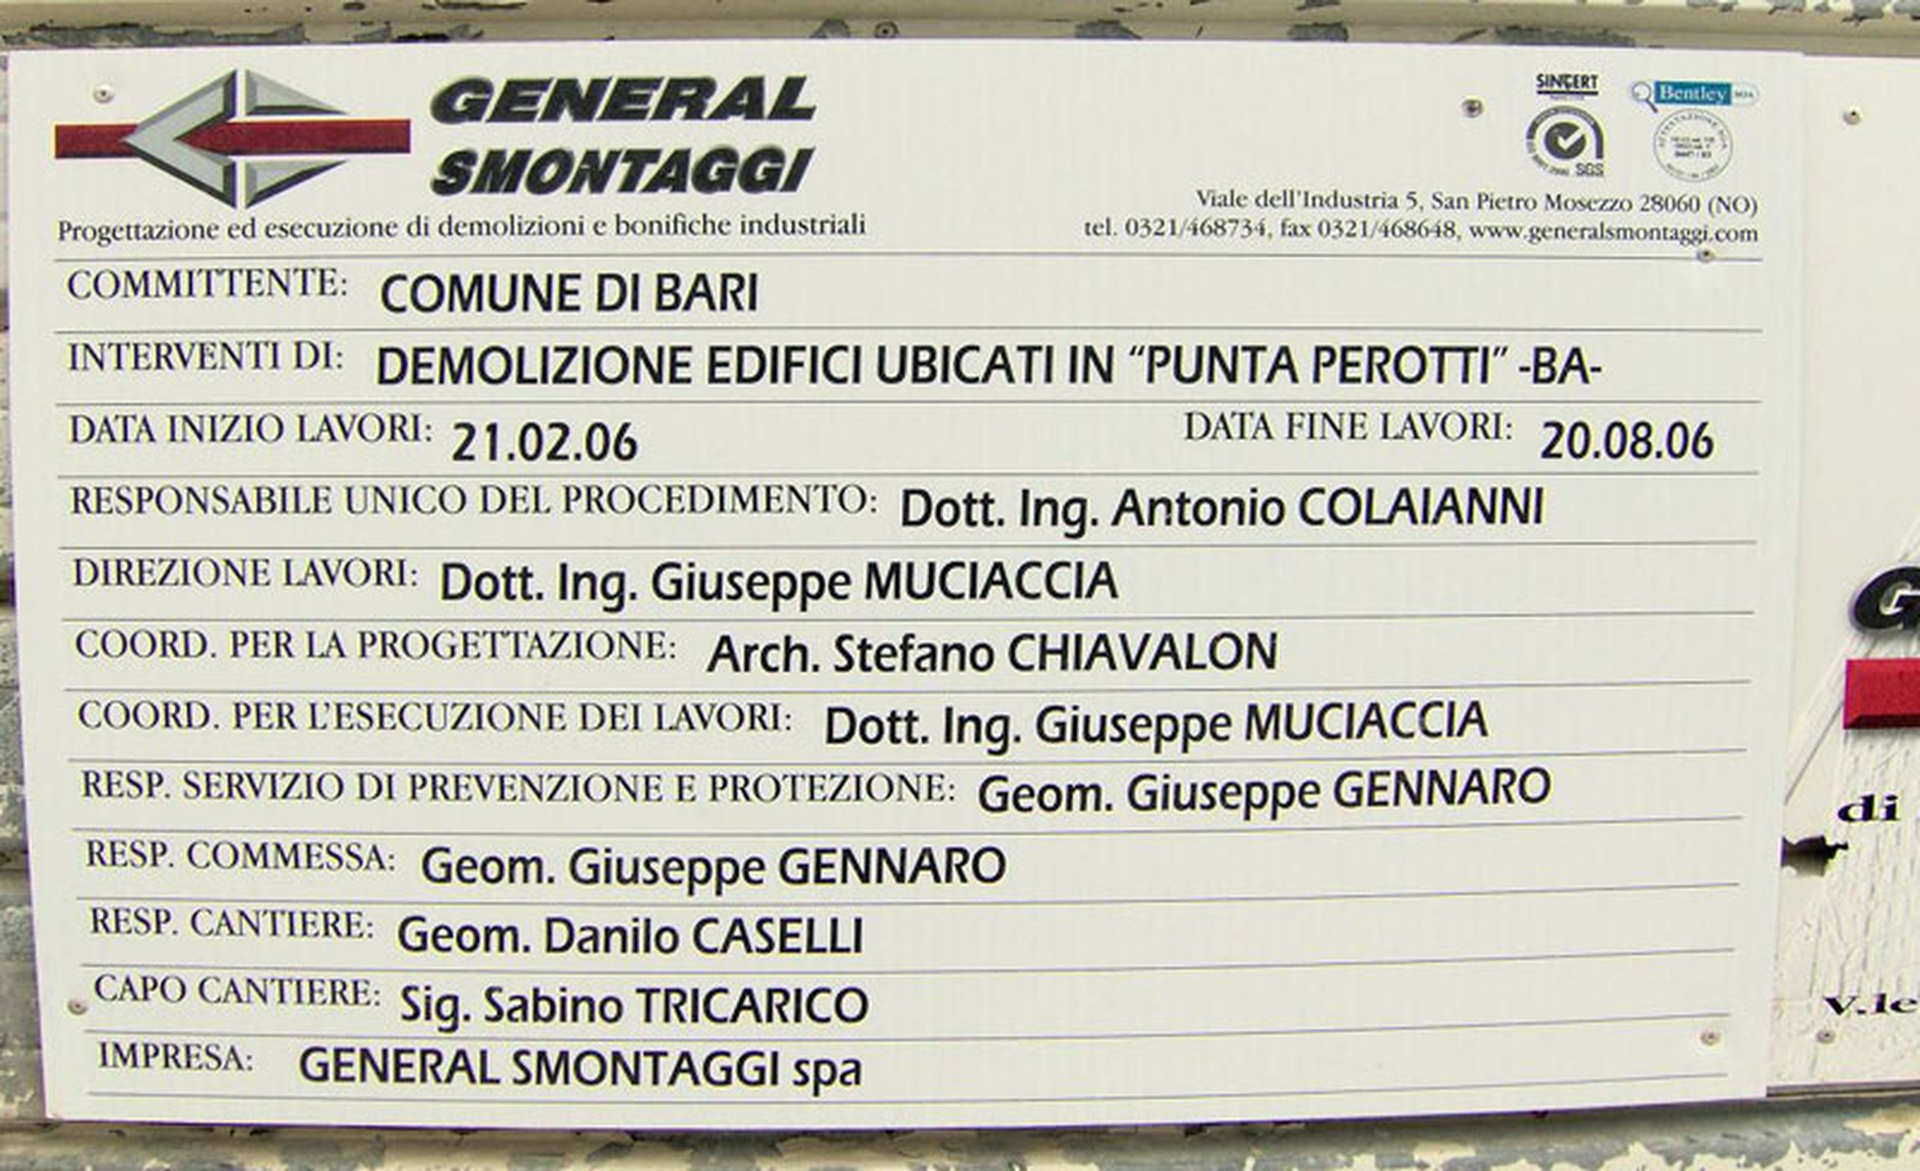 GENERAL
SMONTAGGI
Progettazione ed esecuzione di demolizioni e bonifiche industriali
SINCERT
Bentley SOA
SGS
Viale dell'Industria 5, San Pietro Mosezzo 28060 (NO)
tel. 0321/468734, fax 0321/468648, www.generalsmontaggi.com
COMMITTENTE: COMUNE DI BARI
INTERVENTI DI: DEMOLIZIONE EDIFICI UBICATI IN “PUNTA PEROTTI” -BA-
DATA INIZIO LAVORI: 21.02.06 DATA FINE LAVORI: 20.08.06
RESPONSABILE UNICO DEL PROCEDIMENTO: Dott. Ing. Antonio COLAIANNI
DIREZIONE LAVORI: Dott. Ing. Giuseppe MUCIACCIA
COORD. PER LA PROGETTAZIONE: Arch. Stefano CHIAVALON
COORD. PER L'ESECUZIONE DEI LAVORI: Dott. Ing. Giuseppe MUCIACCIA
RESP. SERVIZIO DI PREVENZIONE E PROTEZIONE: Geom. Giuseppe GENNARO
RESP. COMMESSA: Geom. Giuseppe GENNARO
RESP. CANTIERE: Geom. Danilo CASELLI
CAPO CANTIERE: Sig. Sabino TRICARICO
IMPRESA: GENERAL SMONTAGGI spa
G
di
V.le